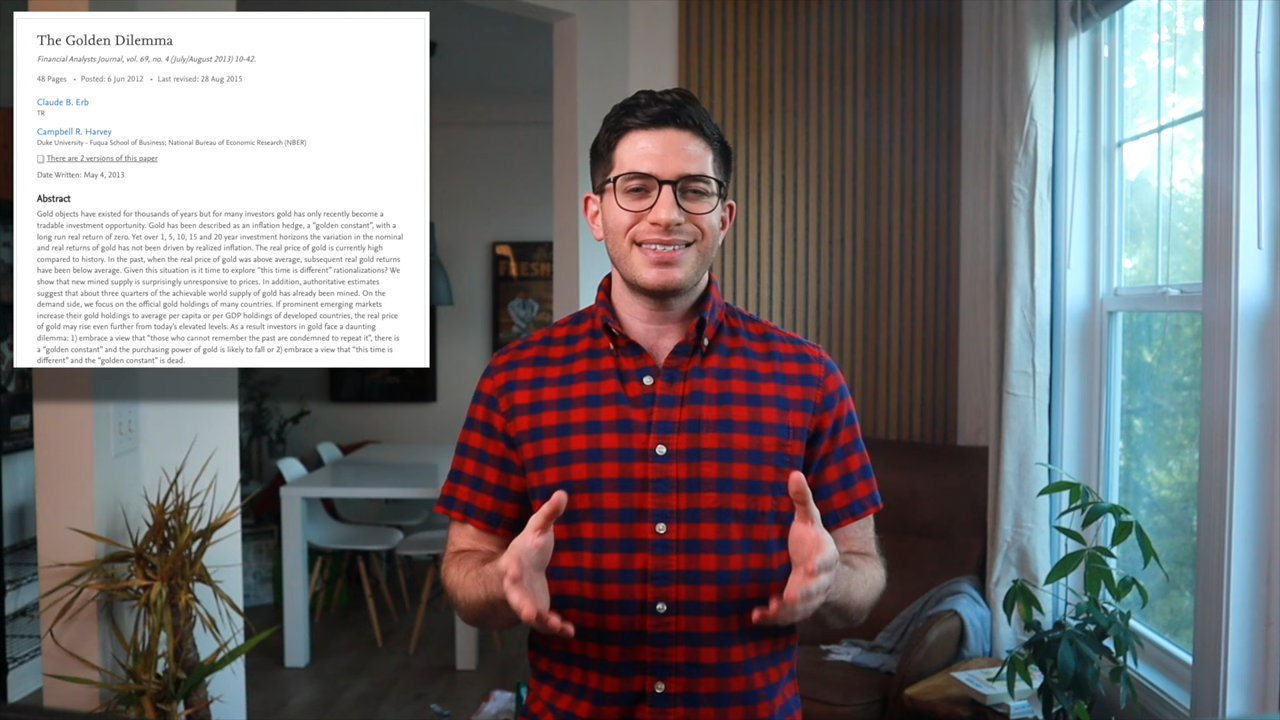 The Golden Dilemma
Financial Analysts Journal, vol. 69, no. 4 (July/August 2013) 10-42.
48 Pages • Posted: 6 Jun 2012 • Last revised: 28 Aug 2015
Claude B. Erb
TR
Campbell R. Harvey
Duke University - Fuqua School of Business; National Bureau of Economic Research (NBER)
There are 2 versions of this paper
Date Written: May 4, 2013
Abstract
Gold objects have existed for thousands of years but for many investors gold has only recently become a
tradable investment opportunity. Gold has been described as an inflation hedge, a “golden constant”, with a
long run real return of zero. Yet over 1, 5, 10, 15 and 20 year investment horizons the variation in the nominal
and real returns of gold has not been driven by realized inflation. The real price of gold is currently high
compared to history. In the past, when the real price of gold was above average, subsequent real gold returns
have been below average. Given this situation is it time to explore “this time is different” rationalizations? We
show that new mined supply is surprisingly unresponsive to prices. In addition, authoritative estimates
suggest that about three quarters of the achievable world supply of gold has already been mined. On the
demand side, we focus on the official gold holdings of many countries. If prominent emerging markets
increase their gold holdings to average per capita or per GDP holdings of developed countries, the real price
of gold may rise even further from today’s elevated levels. As a result investors in gold face a daunting
dilemma: 1) embrace a view that “those who cannot remember the past are condemned to repeat it”, there is
a “golden constant” and the purchasing power of gold is likely to fall or 2) embrace a view that “this time is
different” and the “golden constant” is dead.
FRESH